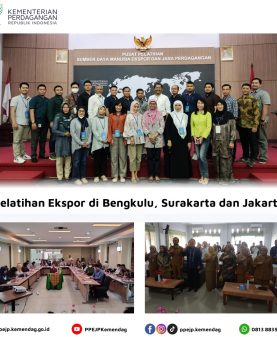 KEMENTERIAN
PERDAGANGAN
REPUBLIK INDONESIA
PUSAT PELATIHAN
SUMBER DAYA MANUSIA EKSPOR DAN JASA PERDAGANGAN
elatihan Ekspor di Bengkulu, Surakarta dan Jakart
ppejp.kemendag.go.id
PPEJPKemendag
ppejp.kemendag
0813 8835